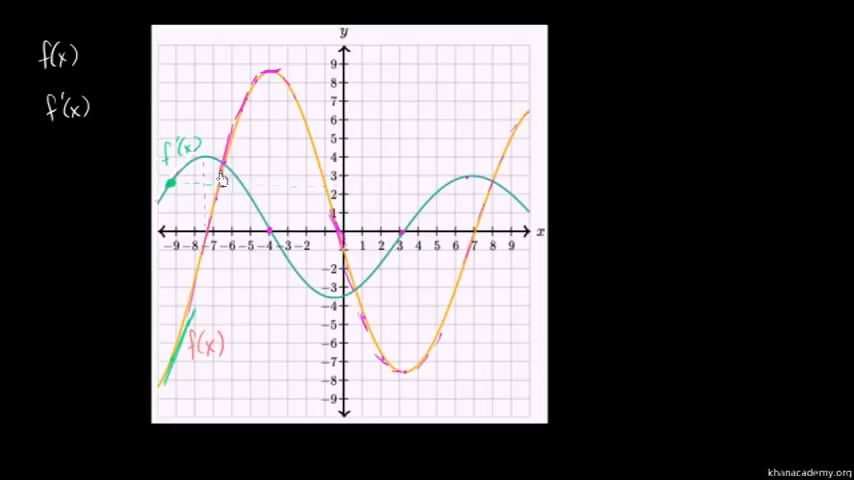 f(x)
f'(x)
y
9
8
7
6
5
4
3
2
1
-2
-3
-4
-5
-6
-7
-8
-9
-9 -8 -7 -6 -5 -4 -3 -2 1 2 3 4 5 6 7 8 9 x
f'(x)
f(x)
khanacademy.org